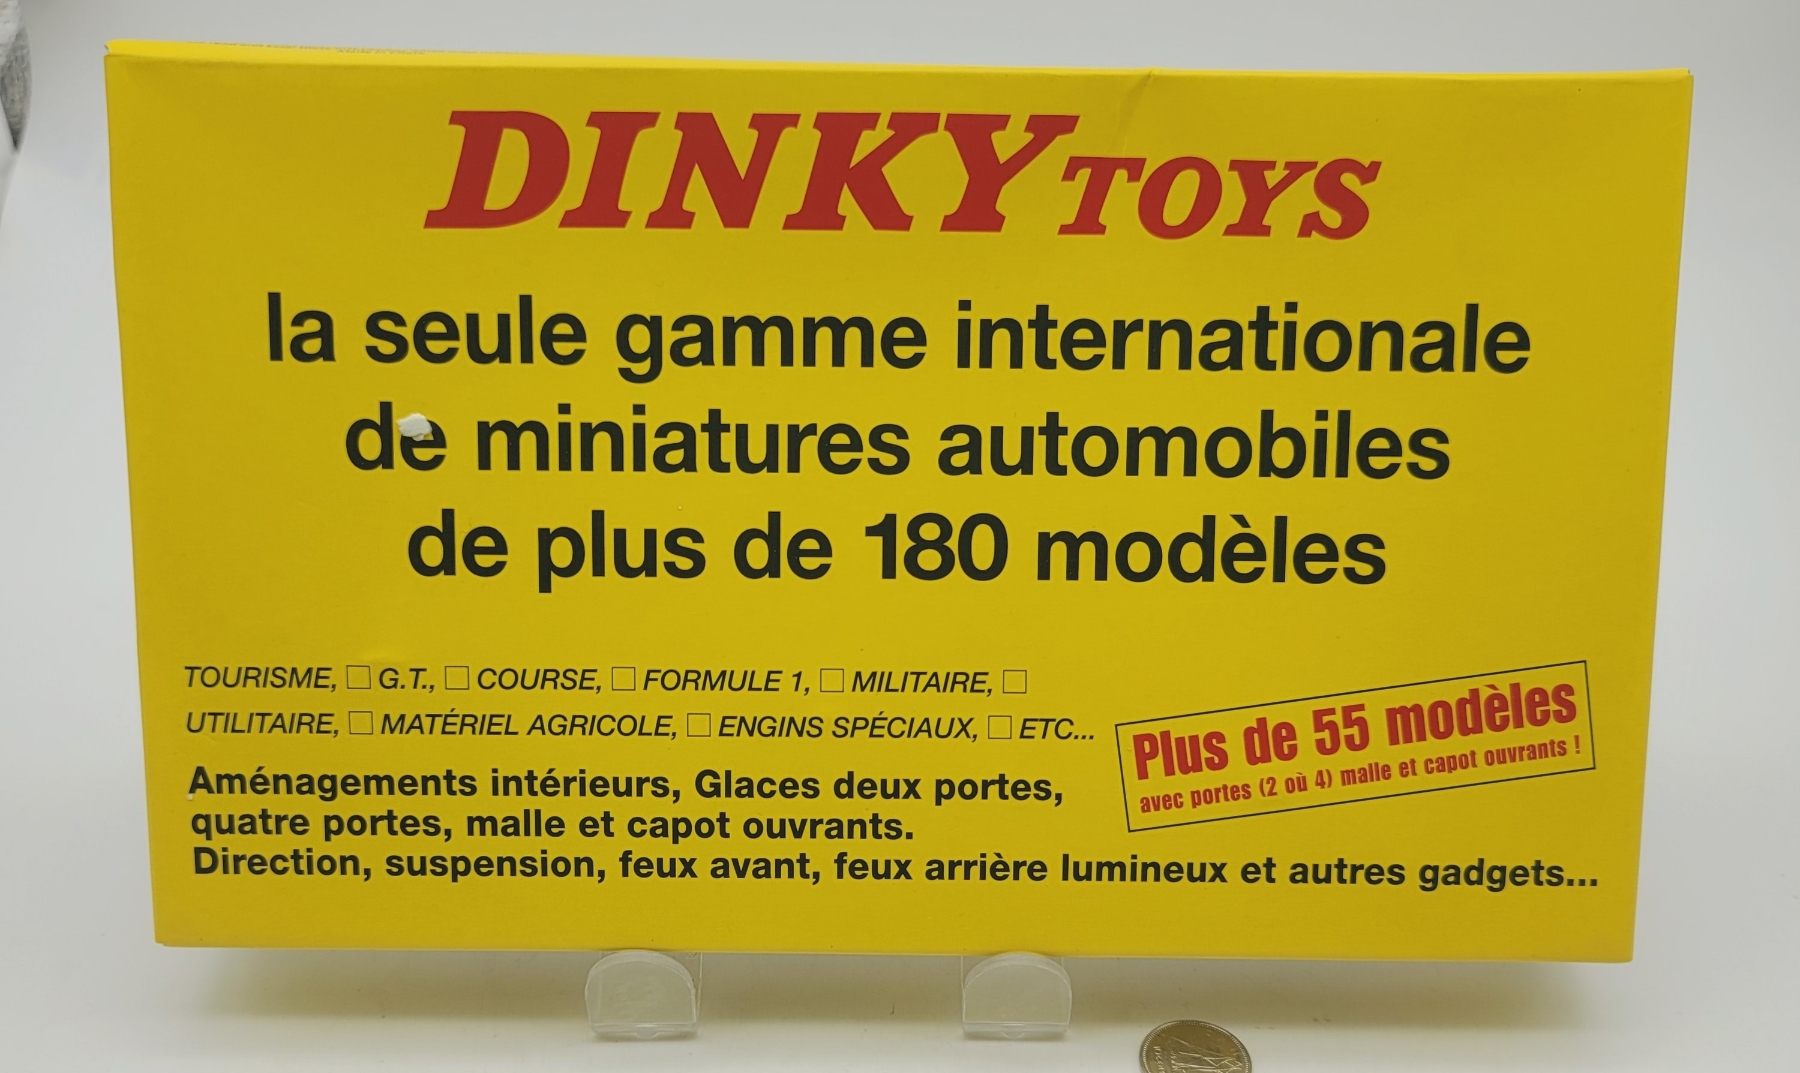 DINKY TOYS
la seule gamme internationale
de miniatures automobiles
de plus de 180 modèles
TOURISME, □ G.T., □ COURSE, □ FORMULE 1, □ MILITAIRE, □
UTILITAIRE, □ MATÉRIEL AGRICOLE, □ ENGINS SPÉCIAUX, □ ETC...
Plus de 55 modèles
avec portes (2 où 4) malle et capot ouvrants !
Aménagements intérieurs, Glaces deux portes,
quatre portes, malle et capot ouvrants.
Direction, suspension, feux avant, feux arrière lumineux et autres gadgets...